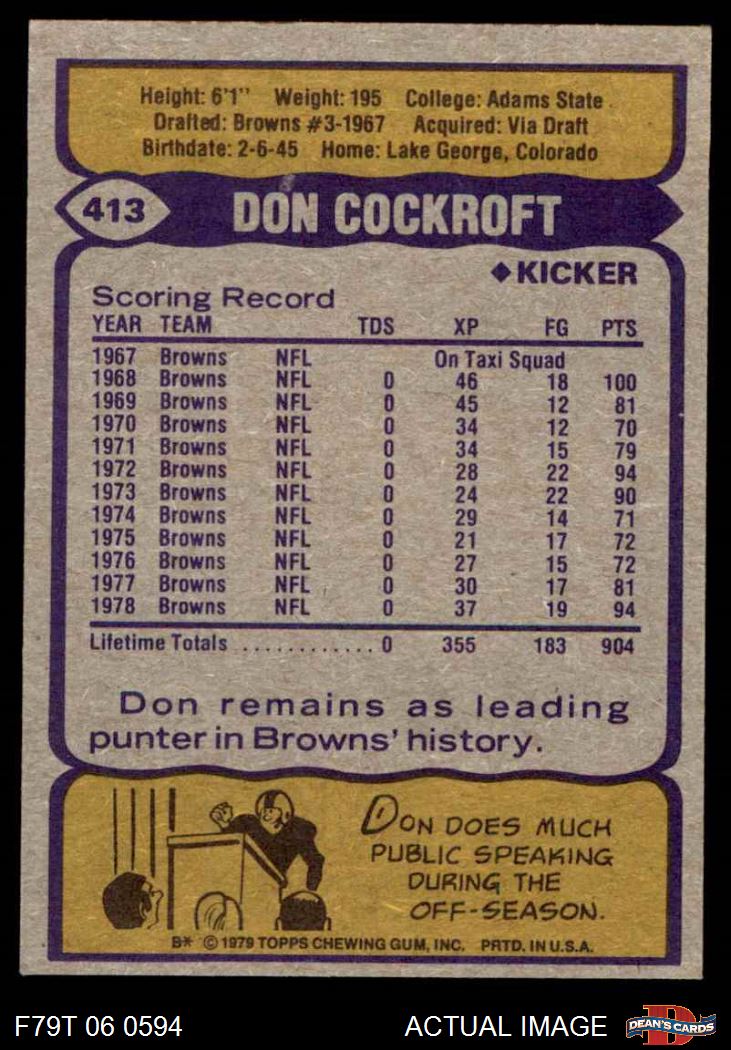 Height: 6'1" Weight: 195 College: Adams State
Drafted: Browns #3-1967 Acquired: Via Draft
Birthdate: 2-6-45 Home: Lake George, Colorado
413 DON COCKROFT
◆KICKER
Scoring Record
YEAR TEAM TDS XP FG PTS
1967 Browns NFL On Taxi Squad
1968 Browns NFL 0 46 18 100
1969 Browns NFL 0 45 12 81
1970 Browns NFL 0 34 12 70
1971 Browns NFL 0 34 15 79
1972 Browns NFL 0 28 22 94
1973 Browns NFL 0 24 22 90
1974 Browns NFL 0 29 14 71
1975 Browns NFL 0 21 17 72
1976 Browns NFL 0 27 15 72
1977 Browns NFL 0 30 17 81
1978 Browns NFL 0 37 19 94
Lifetime Totals . . . . . . . . . . . . 0 355 183 904
Don remains as leading
punter in Browns' history.
DON DOES MUCH
PUBLIC SPEAKING
DURING THE
OFF-SEASON.
B* © 1979 TOPPS CHEWING GUM, INC. PRTD. IN U.S.A.
F79T 06 0594 ACTUAL IMAGE D DEAN'S CARDS